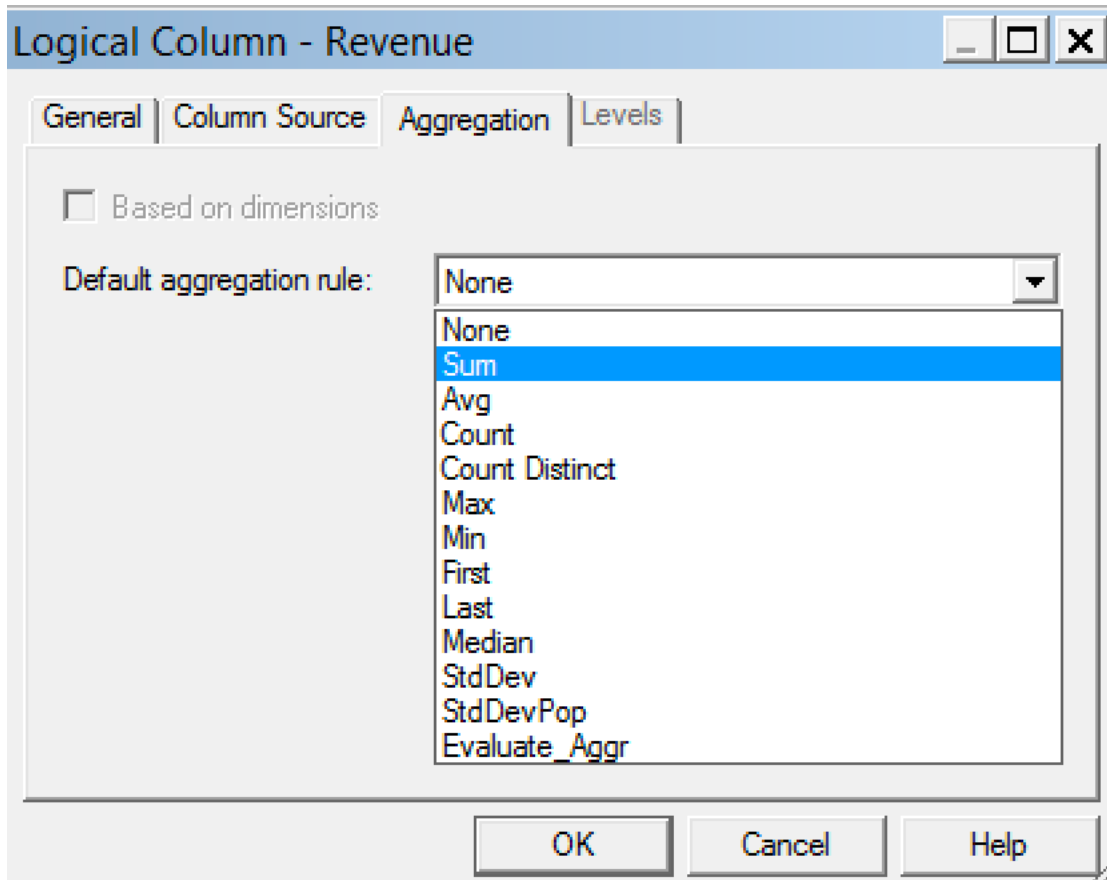 Logical Column - Revenue
General Column Source Aggregation Levels
Based on dimensions
Default aggregation rule: None
None
Sum
Avg
Count
Count Distinct
Max
Min
First
Last
Median
StdDev
StdDevPop
Evaluate_Aggr
OK Cancel Help